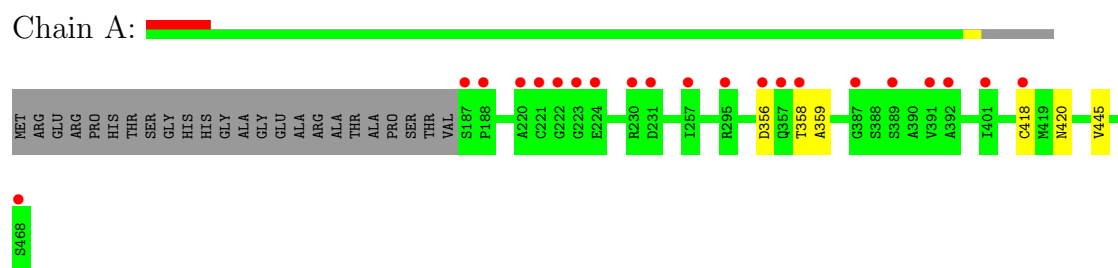 Chain A:
MET ARG GLU ARG PRO HIS THR SER GLY HIS HIS GLY ALA GLY GLU ALA ARG ALA THR ALA PRO SER THR VAL S187 P188 A220 C221 G222 G223 E224 R230 D231 I257 R295 D356 Q357 T358 A359 G387 S388 S389 A390 V391 A392 I401 C418 M419 N420 V445
S468